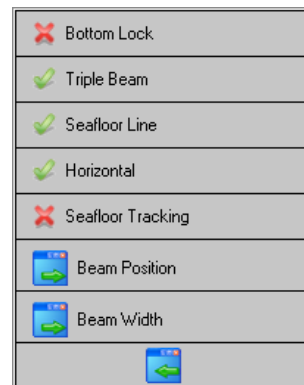 Bottom Lock
Triple Beam
Seafloor Line
Horizontal
Seafloor Tracking
Beam Position
Beam Width